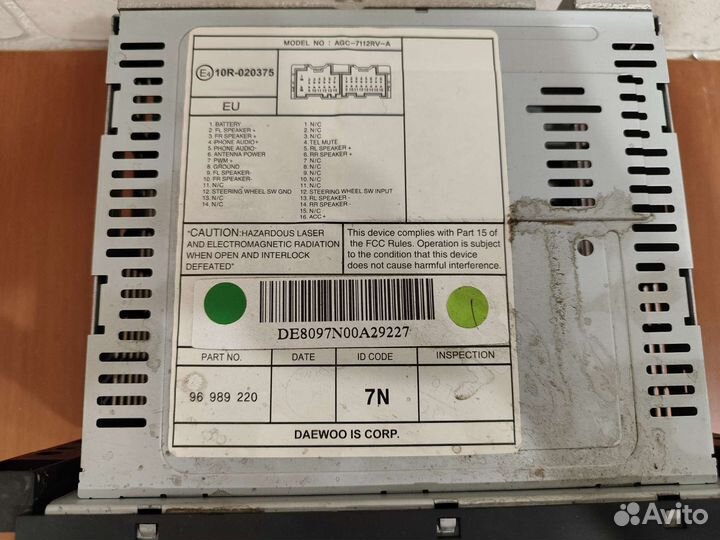 MODEL NO : AGC-7112RV-A
E4 10R-020375
EU
1. BATTERY
2. FL SPEAKER +
3. FR SPEAKER +
4. PHONE AUDIO+
5. PHONE AUDIO-
6. ANTENNA POWER
7. PWM +
8. GROUND
9. FL SPEAKER-
10. FR SPEAKER-
11. N/C
12. STEERING WHEEL SW GND
13. N/C
14. N/C
1. N/C
2. N/C
3. N/C
4. TEL MUTE
5. RL SPEAKER +
6. RR SPEAKER +
7. N/C
8. N/C
9. N/C
10. N/C
11. N/C
12. STEERING WHEEL SW INPUT
13. RL SPEAKER-
14. RR SPEAKER-
15. N/C
16. ACC+
"CAUTION:HAZARDOUS LASER
AND ELECTROMAGNETIC RADIATION
WHEN OPEN AND INTERLOCK
DEFEATED"
This device complies with Part 15 of
the FCC Rules. Operation is subject
to the condition that this device
does not cause harmful interference.
DE8097N00A29227
PART NO. DATE ID CODE INSPECTION
96 989 220 7N
DAEWOO IS CORP.
Avito